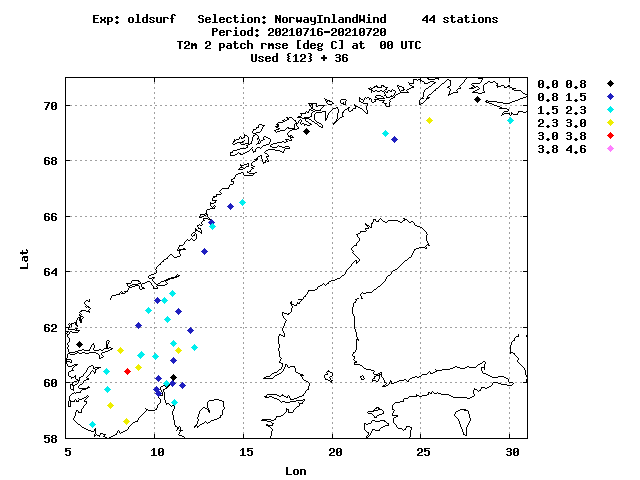 Exp: oldsurf   Selection: NorwayInlandWind     44 stations
Period: 20210716-20210720
T2m 2 patch rmse [deg C] at  00 UTC
Used {12} + 36
0.0 0.8
0.8 1.5
1.5 2.3
2.3 3.0
3.0 3.8
3.8 4.6
70
68
66
64
62
60
58
Lat
5 10 15 20 25 30
Lon